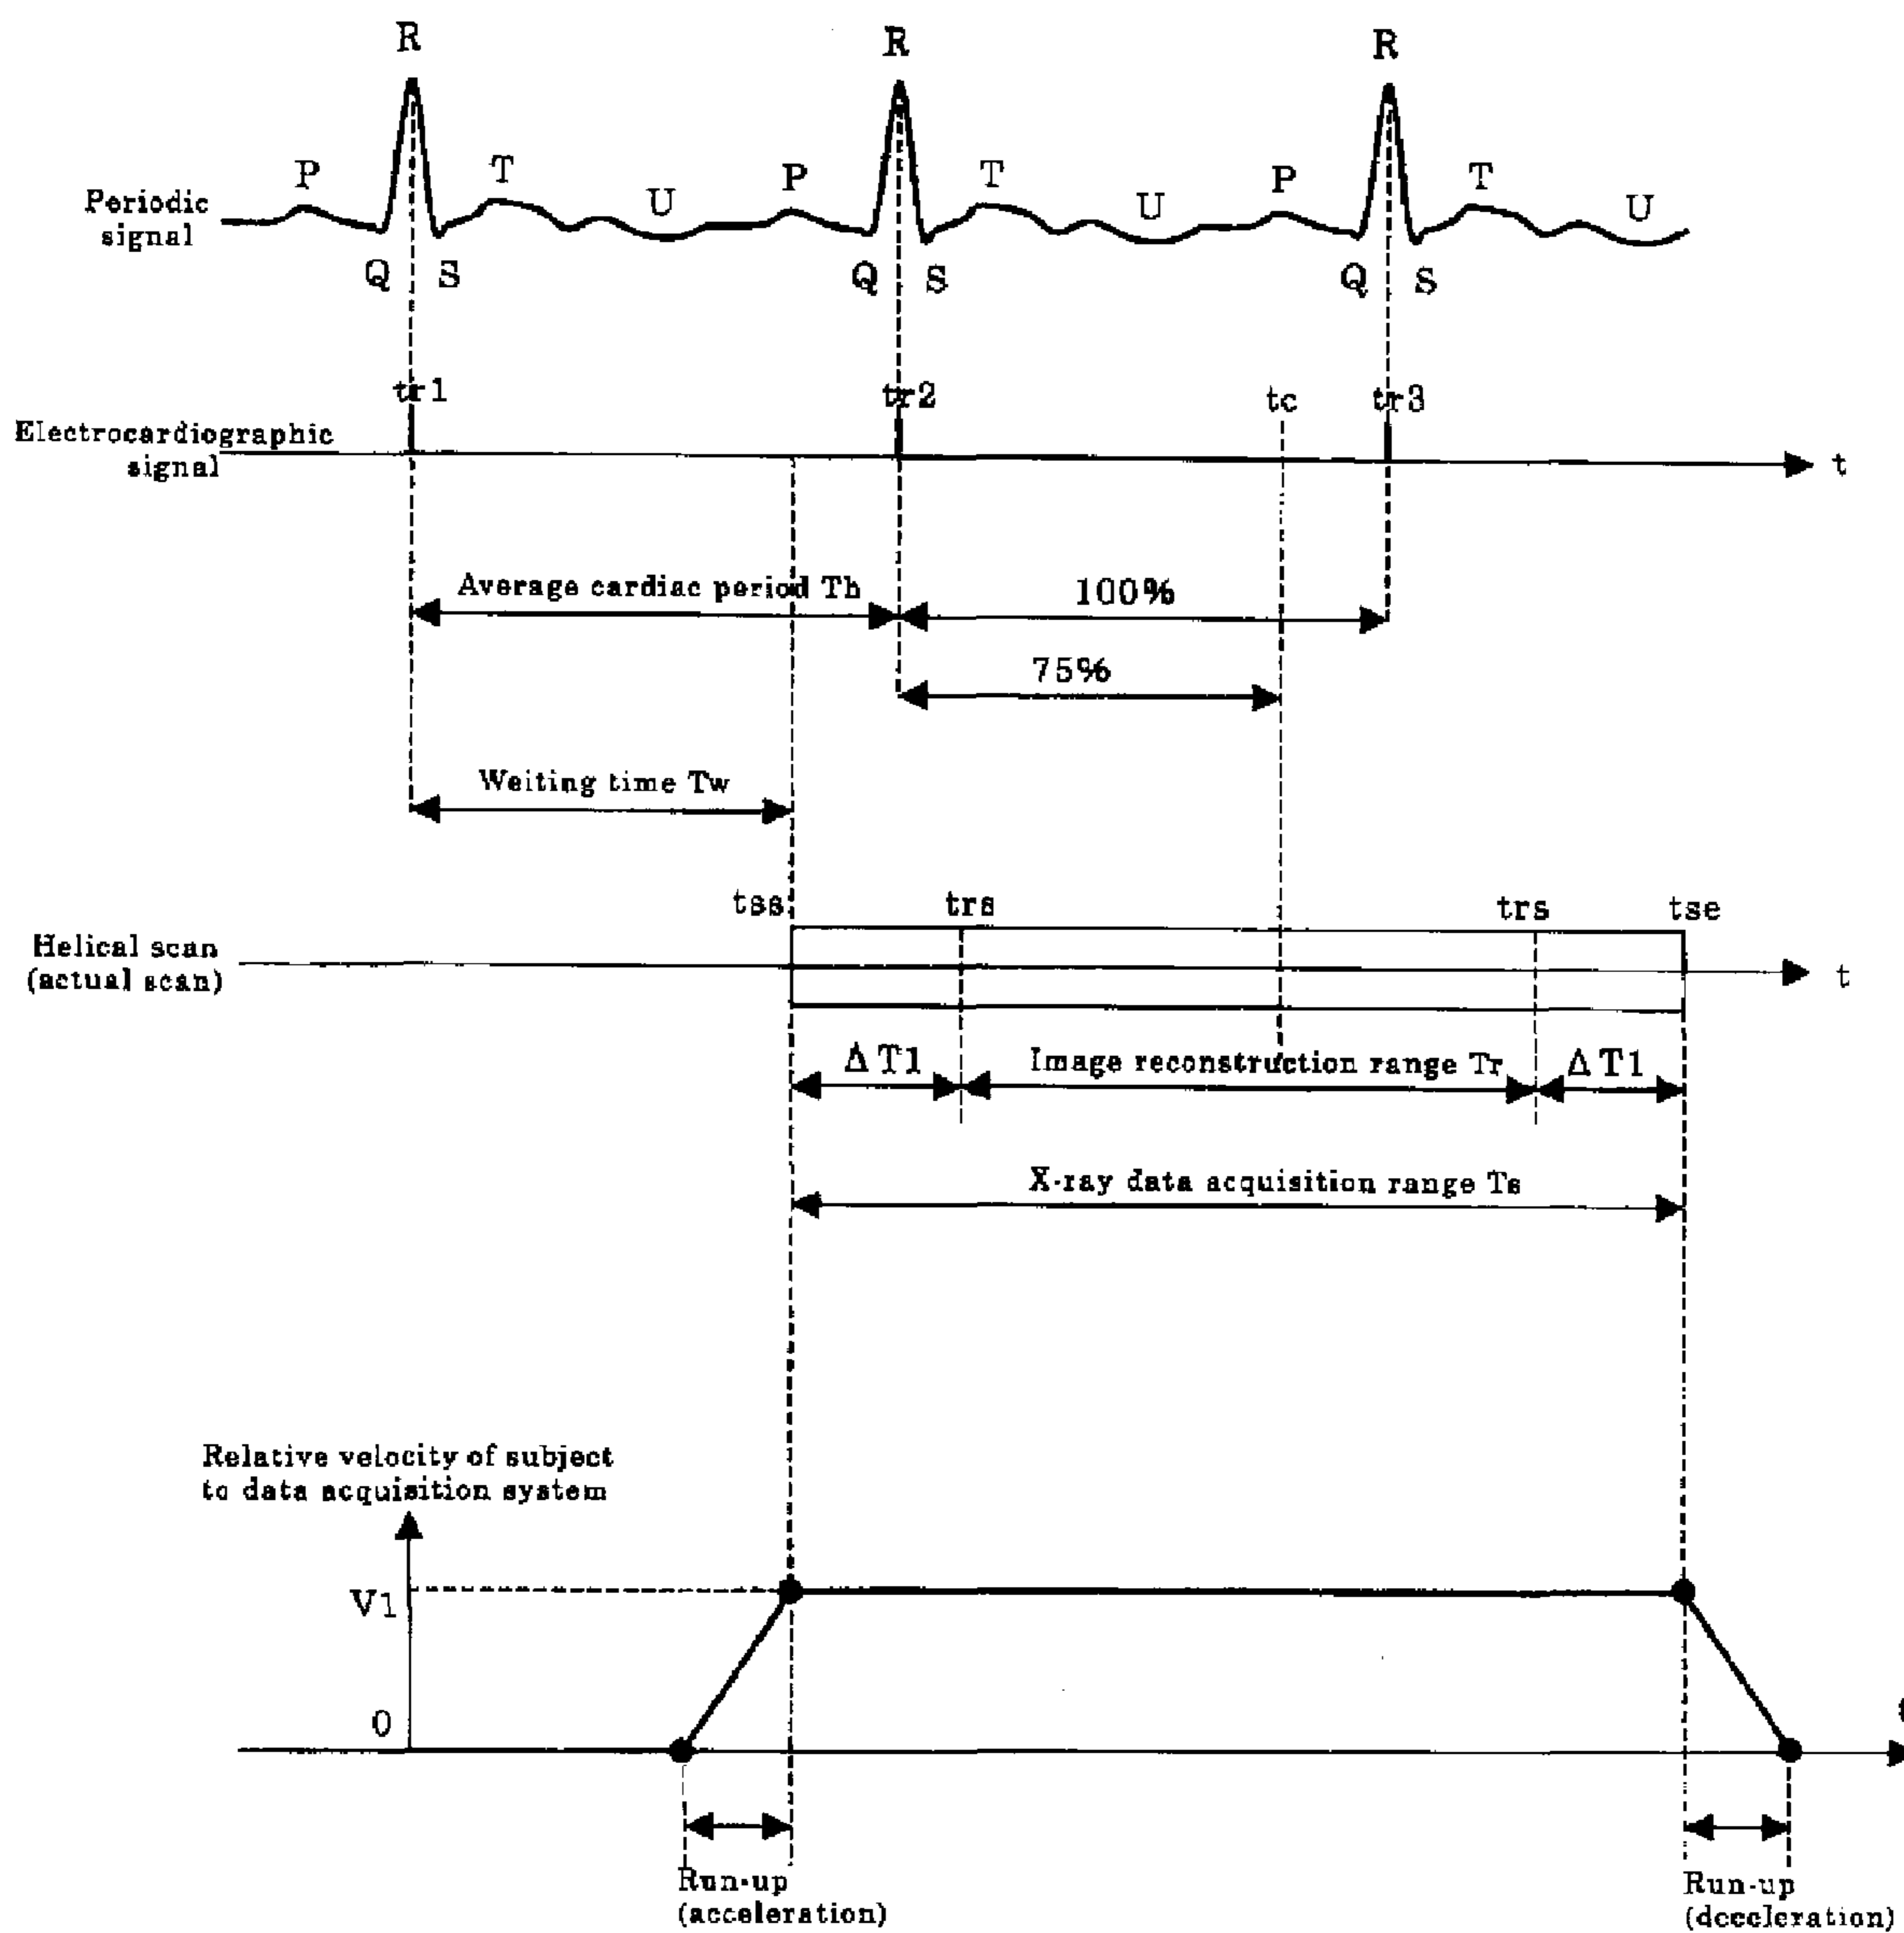 R R R
P T U P T U P T U
Periodic
signal
Q S Q S Q S
tr1 tr2 tc tr3
Electrocardiographic
signal
t
Average cardiac period Th
100%
75%
Weiting time Tw
tss trs trs tse
Helical scan
(actual scan)
t
ΔT1 Image reconstruction range Tr ΔT1
X-ray data acquisition range Ts
Relative velocity of subject
to data acquisition system
V1
0
Run-up
(acceleration)
Run-up
(deceleration)